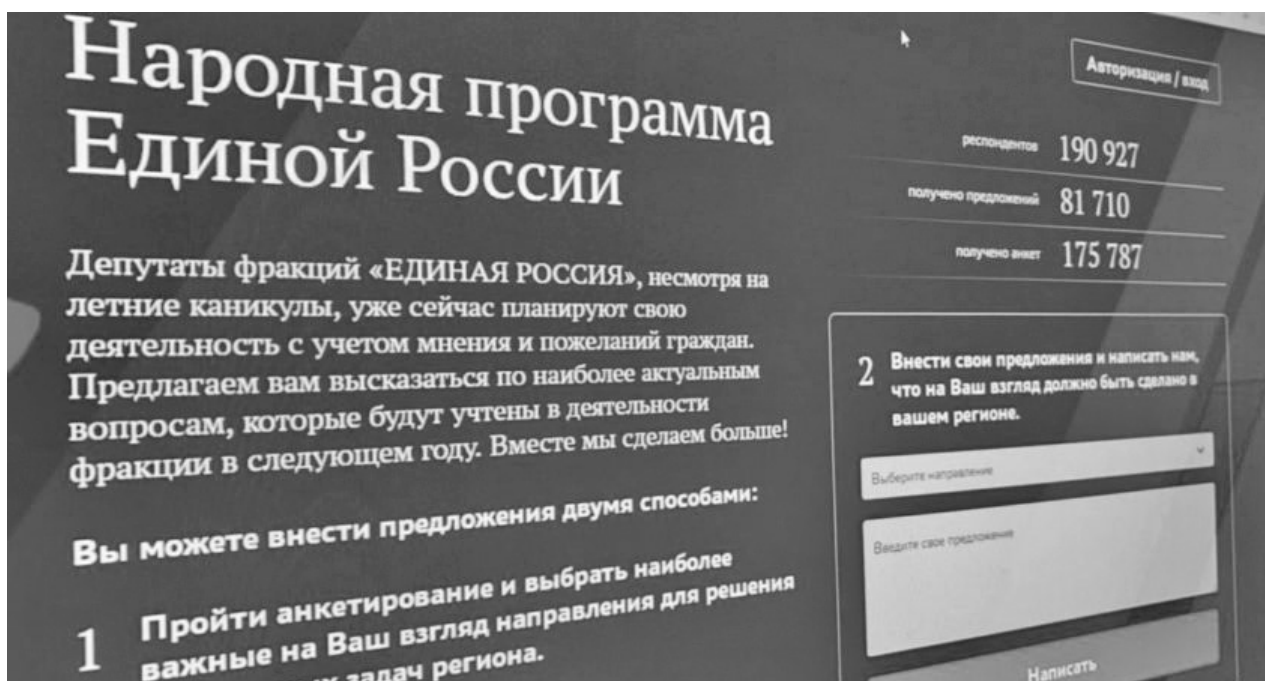 Народная программа
Единой России
Депутаты фракций «ЕДИНАЯ РОССИЯ», несмотря на
летние каникулы, уже сейчас планируют свою
деятельность с учетом мнения и пожеланий граждан.
Предлагаем вам высказаться по наиболее актуальным
вопросам, которые будут учтены в деятельности
фракции в следующем году. Вместе мы сделаем больше!
Вы можете внести предложения двумя способами:
1 Пройти анкетирование и выбрать наиболее
важные на Ваш взгляд направления для решения
задач региона.
Авторизация / вход
респондентов 190 927
получено предложений 81 710
получено анкет 175 787
2 Внести свои предложения и написать нам,
что на Ваш взгляд должно быть сделано в
вашем регионе.
Выберите направление
Введите свое предложение
Написать